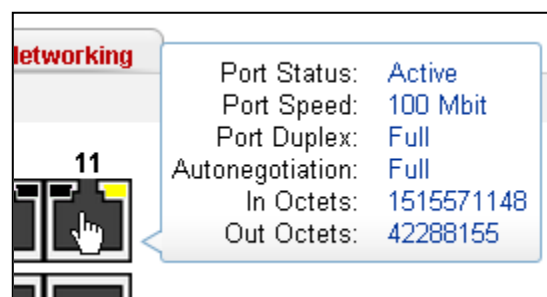 letworking
Port Status: Active
Port Speed: 100 Mbit
Port Duplex: Full
Autonegotiation: Full
In Octets: 1515571148
Out Octets: 42288155
11